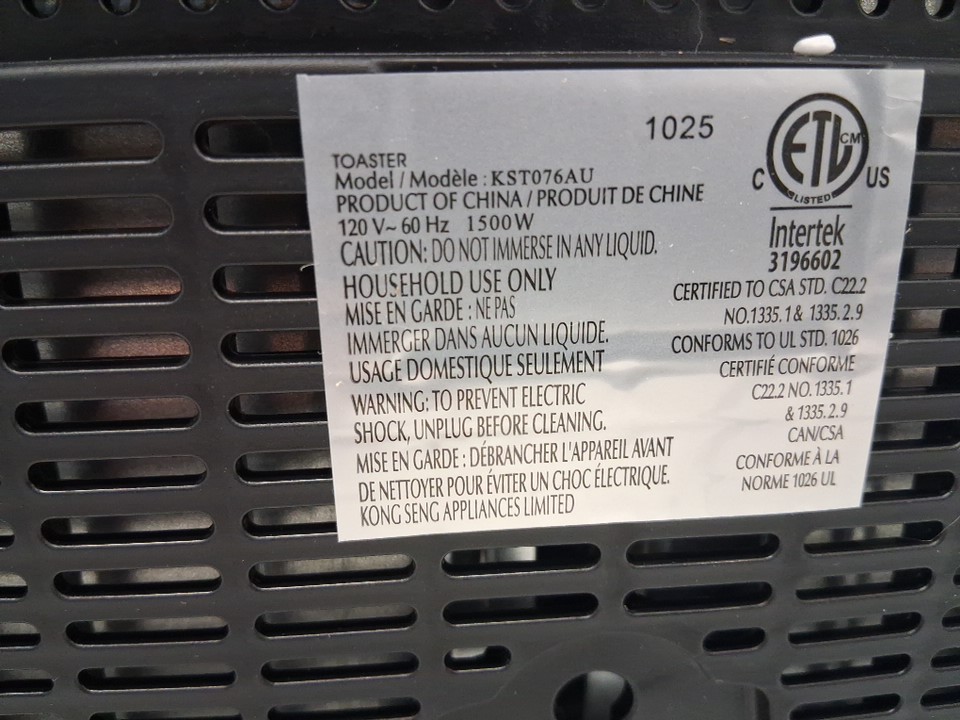 1025
TOASTER
Model / Modèle : KST076AU
PRODUCT OF CHINA / PRODUIT DE CHINE
120 V~ 60 Hz 1500W
CAUTION: DO NOT IMMERSE IN ANY LIQUID.
HOUSEHOLD USE ONLY
MISE EN GARDE : NE PAS
IMMERGER DANS AUCUN LIQUIDE.
USAGE DOMESTIQUE SEULEMENT
WARNING: TO PREVENT ELECTRIC
SHOCK, UNPLUG BEFORE CLEANING.
MISE EN GARDE : DÉBRANCHER L'APPAREIL AVANT
DE NETTOYER POUR ÉVITER UN CHOC ÉLECTRIQUE.
KONG SENG APPLIANCES LIMITED
ETL CM
C US
LISTED
Intertek
3196602
CERTIFIED TO CSA STD. C22.2
NO.1335.1 & 1335.2.9
CONFORMS TO UL STD. 1026
CERTIFIÉ CONFORME
C22.2 NO. 1335.1
& 1335.2.9
CAN/CSA
CONFORME À LA
NORME 1026 UL